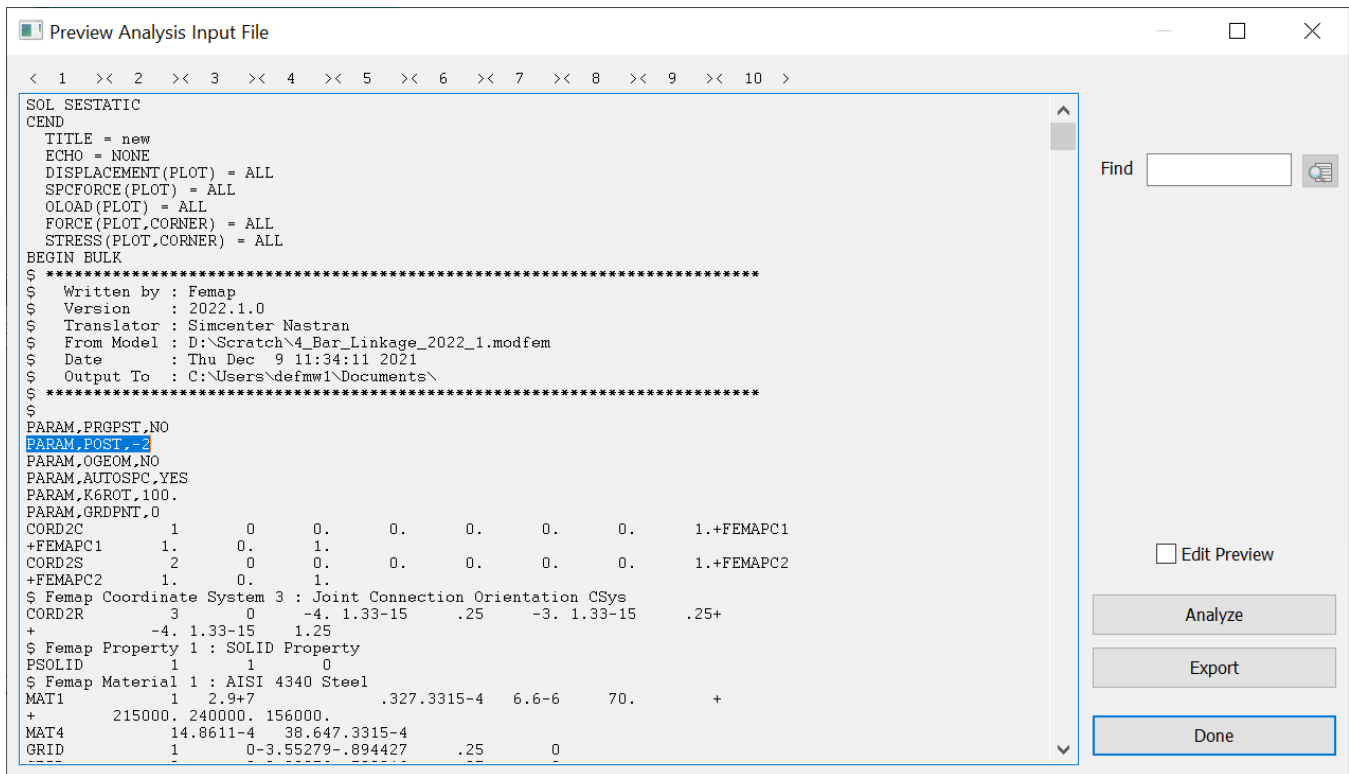 Preview Analysis Input File
<  1   ><  2   ><  3   ><  4   ><  5   ><  6   ><  7   ><  8   ><  9   ><  10  >
SOL SESTATIC
CEND
  TITLE = new
  ECHO = NONE
  DISPLACEMENT(PLOT) = ALL
  SPCFORCE(PLOT) = ALL
  OLOAD(PLOT) = ALL
  FORCE(PLOT,CORNER) = ALL
  STRESS(PLOT,CORNER) = ALL
BEGIN BULK
$ ***************************************************************************
$   Written by : Femap
$   Version    : 2022.1.0
$   Translator : Simcenter Nastran
$   From Model : D:\Scratch\4_Bar_Linkage_2022_1.modfem
$   Date       : Thu Dec  9 11:34:11 2021
$   Output To  : C:\Users\defmw1\Documents\
$ ***************************************************************************
$
PARAM,PRGPST,NO
PARAM,POST,-2
PARAM,OGEOM,NO
PARAM,AUTOSPC,YES
PARAM,K6ROT,100.
PARAM,GRDPNT,0
CORD2C         1       0      0.      0.      0.      0.      0.      1.+FEMAPC1
+FEMAPC1      1.      0.      1.
CORD2S         2       0      0.      0.      0.      0.      0.      1.+FEMAPC2
+FEMAPC2      1.      0.      1.
$ Femap Coordinate System 3 : Joint Connection Orientation CSys
CORD2R         3       0     -4. 1.33-15     .25     -3. 1.33-15     .25+
+            -4. 1.33-15    1.25
$ Femap Property 1 : SOLID Property
PSOLID         1       1       0
$ Femap Material 1 : AISI 4340 Steel
MAT1           1   2.9+7            .327.3315-4   6.6-6     70.        +
+        215000. 240000. 156000.
MAT4           14.8611-4   38.647.3315-4
GRID           1       0-3.55279-.894427     .25       0
Find
Edit Preview
Analyze
Export
Done